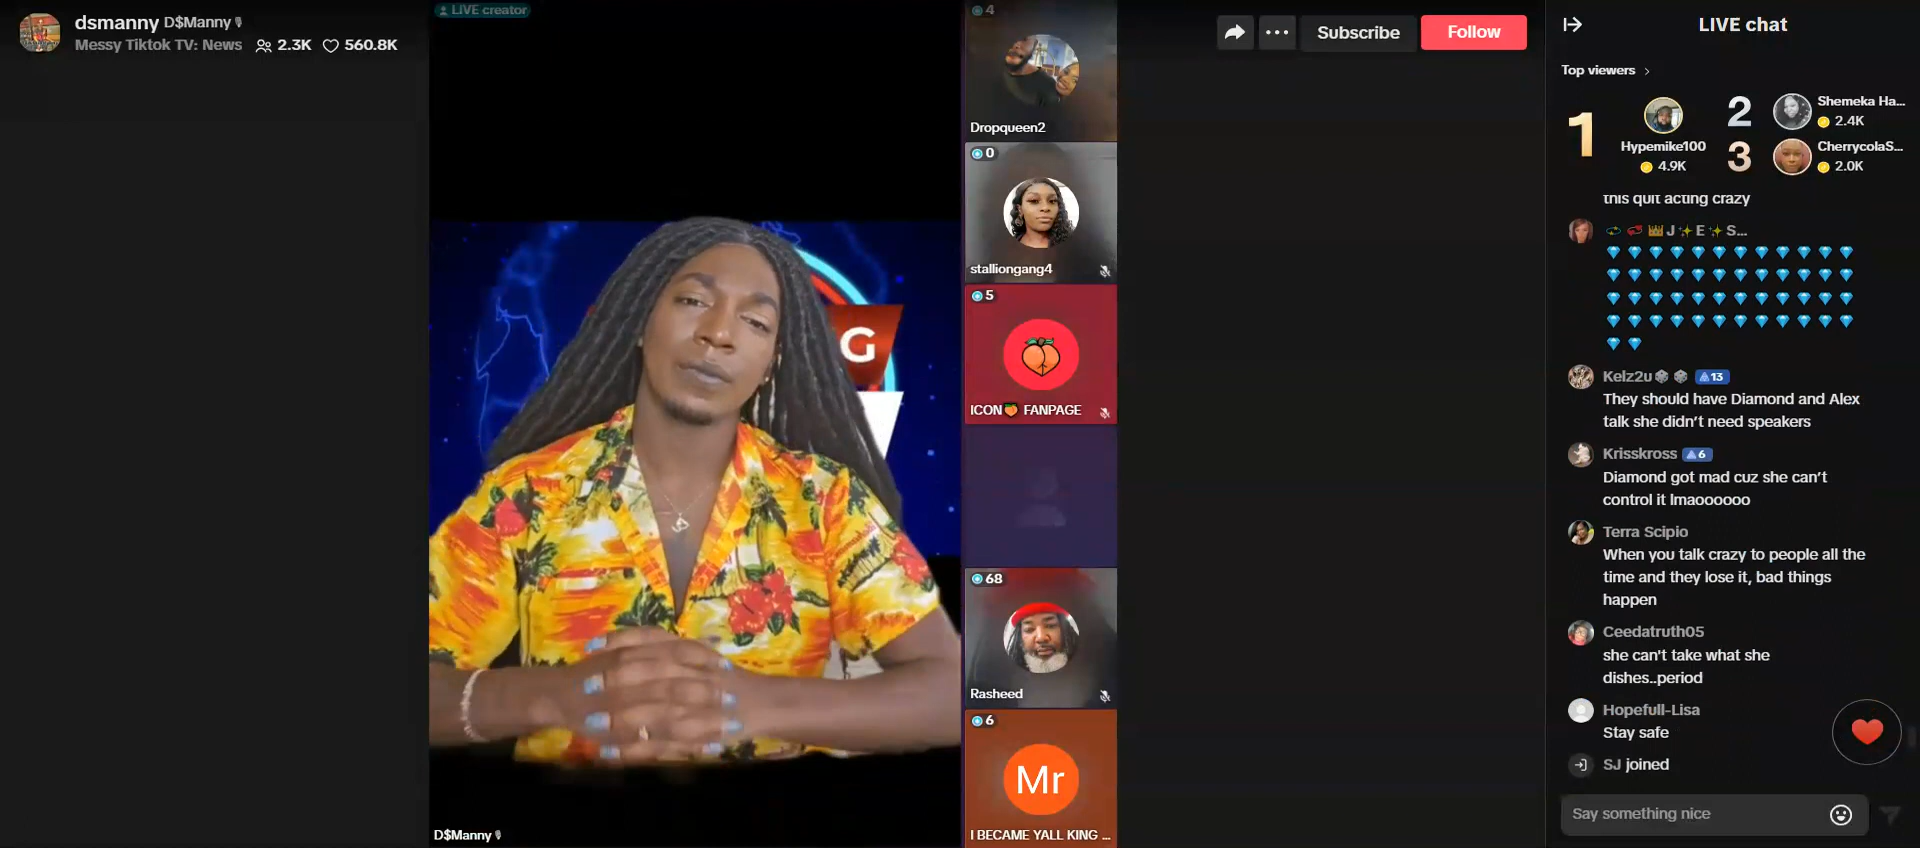 dsmanny D$Manny🎙
Messy Tiktok TV: News 2.3K 560.8K
LIVE creator
G
D$Manny🎙
4
Dropqueen2
0
stalliongang4
5
ICON🍑 FANPAGE
68
Rasheed
6
Mr
I BECAME YALL KING ...
Subscribe
Follow
LIVE chat
Top viewers >
1
Hypemike100
4.9K
2
Shemeka Ha...
2.4K
3
CherrycolaS...
2.0K
this quit acting crazy
👑J✨E✨S...
💎💎💎💎💎💎💎💎💎💎💎💎
💎💎💎💎💎💎💎💎💎💎💎💎
💎💎💎💎💎💎💎💎💎💎💎💎
💎💎💎💎💎💎💎💎💎💎💎💎
💎💎
Kelz2u 13
They should have Diamond and Alex
talk she didn't need speakers
Krisskross 6
Diamond got mad cuz she can't
control it lmaoooooo
Terra Scipio
When you talk crazy to people all the
time and they lose it, bad things
happen
Ceedatruth05
she can't take what she
dishes..period
Hopefull-Lisa
Stay safe
SJ joined
Say something nice